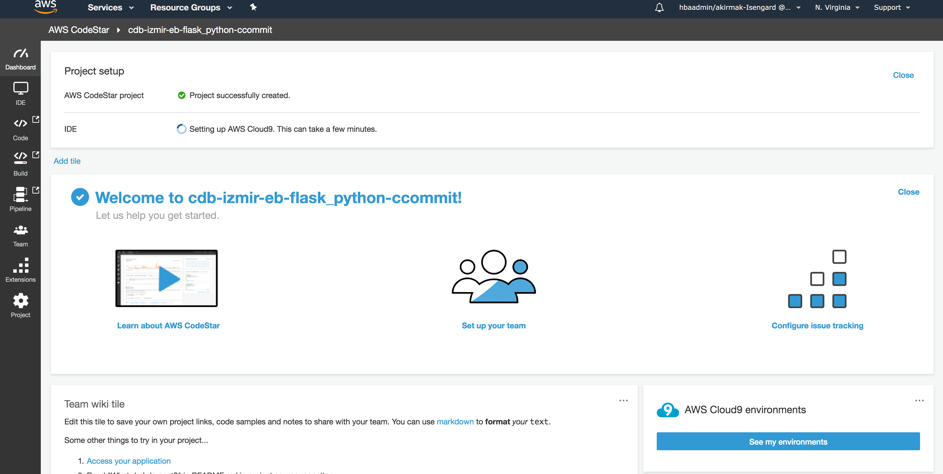 aws
Services
Resource Groups
hbaadmin/akirmak-Isengard @...
N. Virginia
Support
AWS CodeStar
cdb-izmir-eb-flask_python-ccommit
Dashboard
IDE
Code
Build
Pipeline
Team
Extensions
Project
Project setup
Close
AWS CodeStar project
Project successfully created.
IDE
Setting up AWS Cloud9. This can take a few minutes.
Add tile
Welcome to cdb-izmir-eb-flask_python-ccommit!
Close
Let us help you get started.
Learn about AWS CodeStar
Set up your team
Configure issue tracking
Team wiki tile
...
Edit this tile to save your own project links, code samples and notes to share with your team. You can use markdown to format your text.
Some other things to try in your project...
1. Access your application
9
AWS Cloud9 environments
...
See my environments